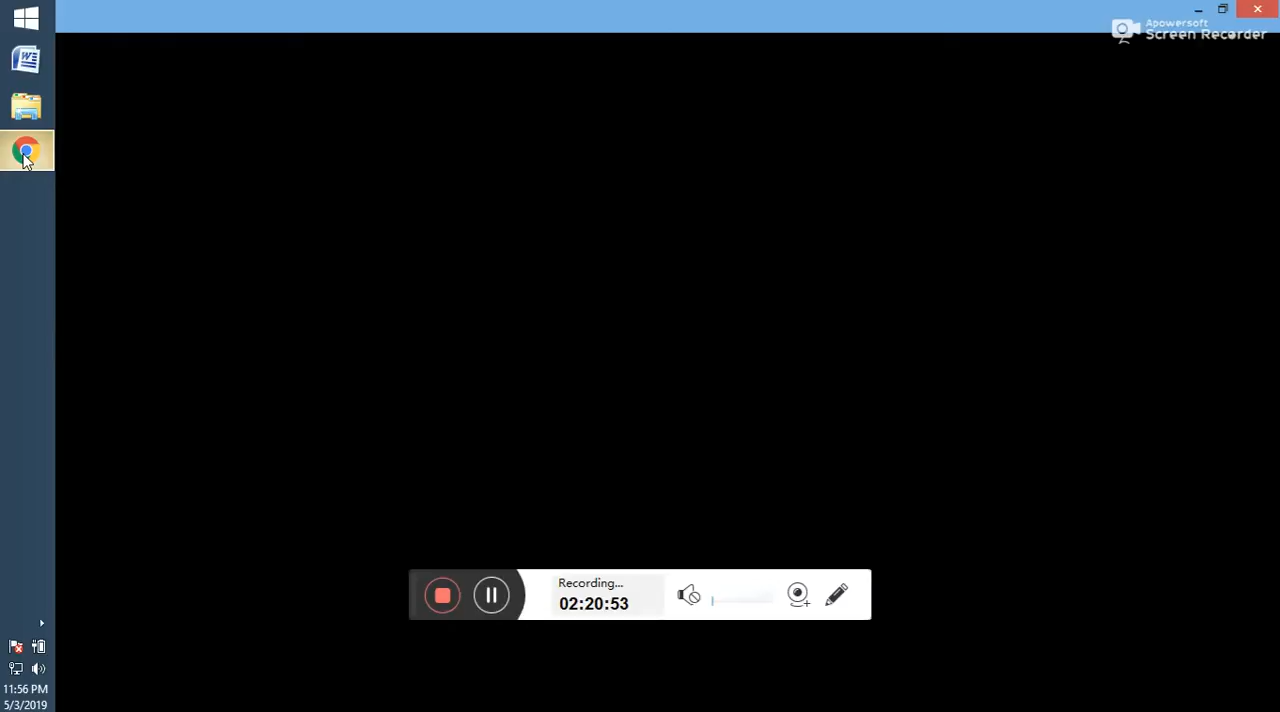 Apowersoft
Screen Recorder
W
Recording...
02:20:53
11:56 PM
5/3/2019